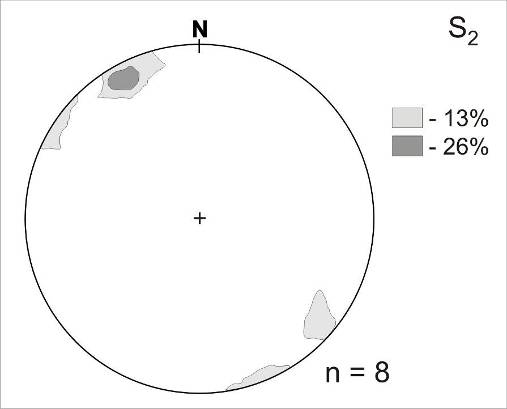 N
S₂
- 13%
- 26%
n = 8